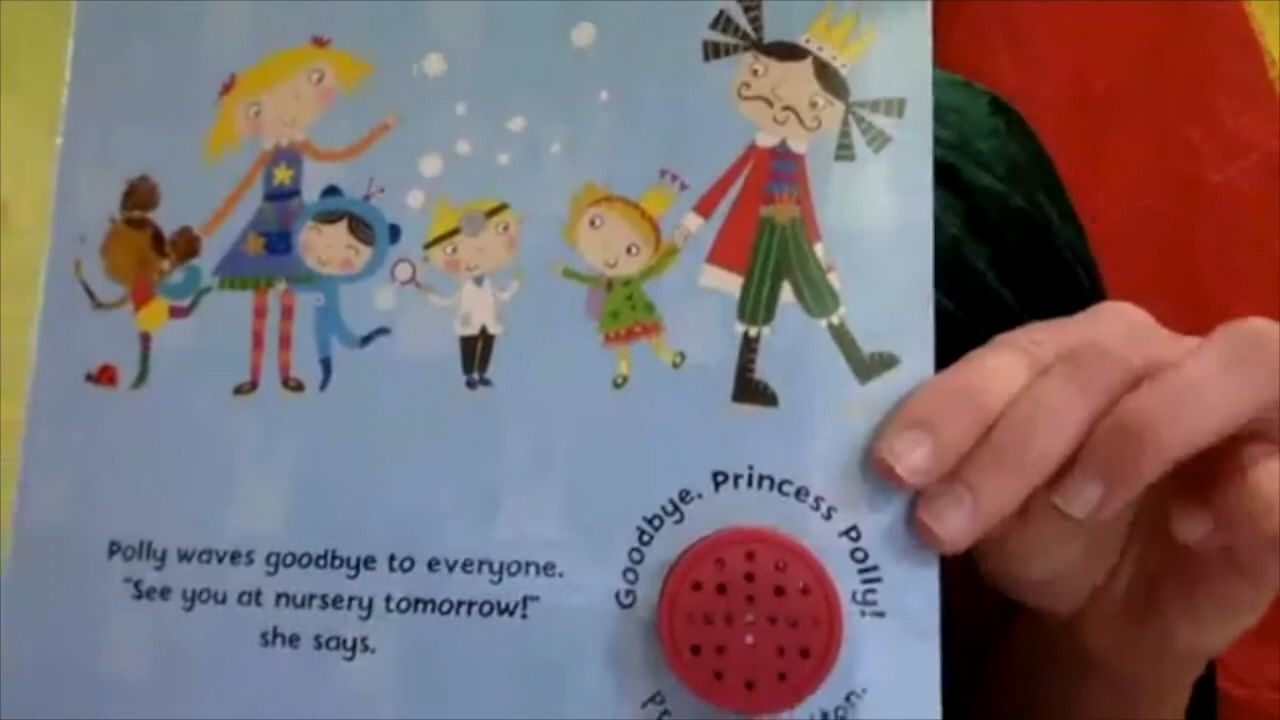 Polly waves goodbye to everyone.
"See you at nursery tomorrow!"
she says.
Goodbye, Princess Polly!